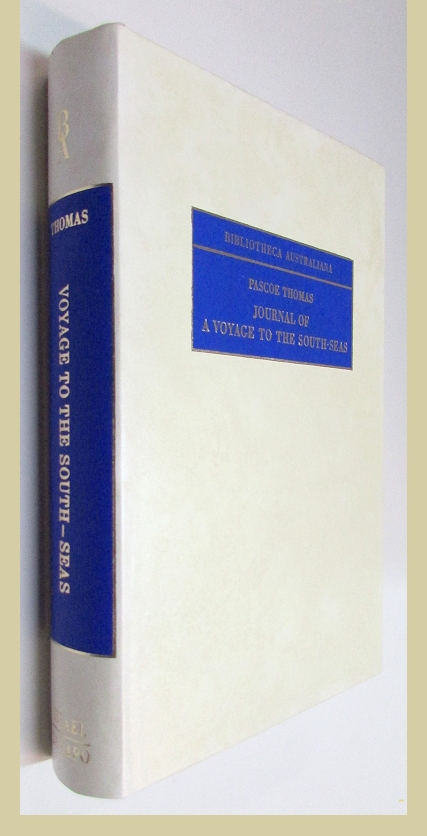 THOMAS
VOYAGE TO THE SOUTH-SEAS
BIBLIOTHECA AUSTRALIANA
PASCOE THOMAS
JOURNAL OF
A VOYAGE TO THE SOUTH-SEAS